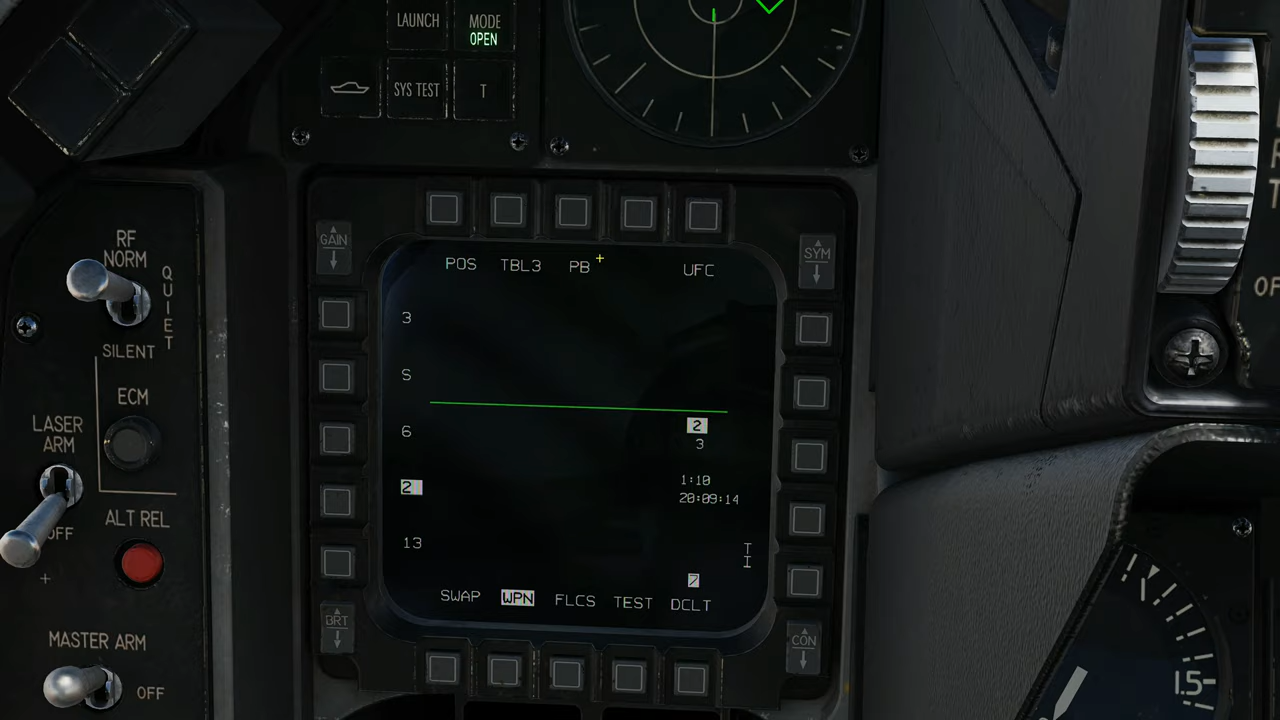 LAUNCH
MODE
OPEN
SYS TEST
T
RF
NORM
QUIET
SILENT
ECM
LASER
ARM
OFF
ALT REL
MASTER ARM
OFF
GAIN
SYM
POS TBL3 PB UFC
3
S
6
2
13
2
3
1:10
20:09:14
7
SWAP WPN FLCS TEST DCLT
BRT
CON
1.5